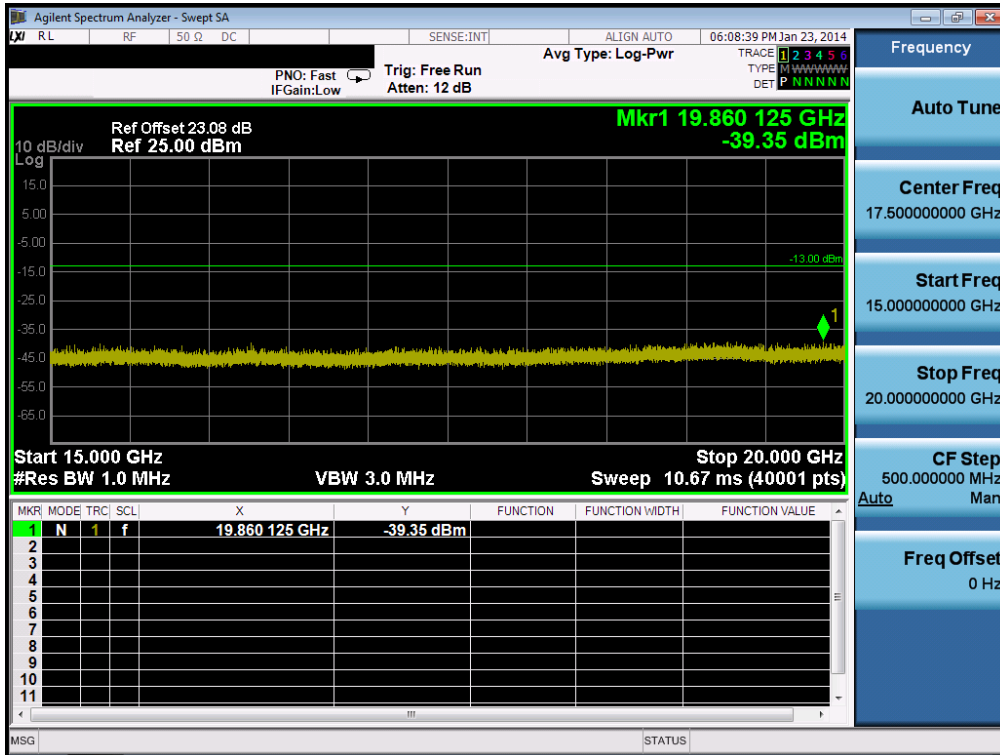 Agilent Spectrum Analyzer - Swept SA
LXI RL RF 50 Ω DC SENSE:INT ALIGN AUTO 06:08:39 PM Jan 23, 2014
Frequency
PNO: Fast Trig: Free Run Avg Type: Log-Pwr TRACE 1 2 3 4 5 6
IFGain:Low Atten: 12 dB TYPE M WWWWW
DET P N N N N N
Auto Tune
Mkr1 19.860 125 GHz
Ref Offset 23.08 dB
10 dB/div Ref 25.00 dBm -39.35 dBm
Log
15.0
5.00
-5.00
-13.00 dBm
-15.0
-25.0
1
-35.0
-45.0
-55.0
-65.0
Start 15.000 GHz Stop 20.000 GHz
#Res BW 1.0 MHz VBW 3.0 MHz Sweep 10.67 ms (40001 pts)
Center Freq
17.500000000 GHz
Start Freq
15.000000000 GHz
Stop Freq
20.000000000 GHz
CF Step
500.000000 MHz
Auto Man
Freq Offset
0 Hz
MKR MODE TRC SCL X Y FUNCTION FUNCTION WIDTH FUNCTION VALUE
1 N 1 f 19.860 125 GHz -39.35 dBm
2
3
4
5
6
7
8
9
10
11
MSG STATUS